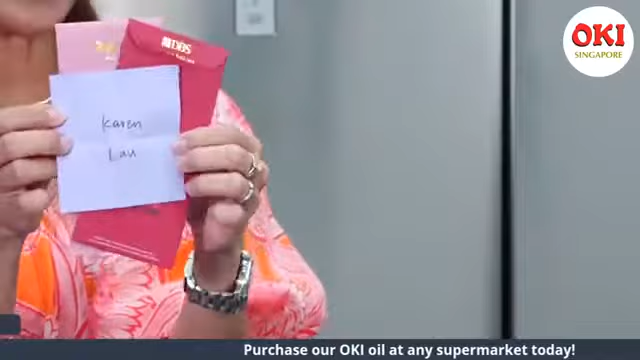 OKI
SINGAPORE
DBS
Karen
Lau
Purchase our OKI oil at any supermarket today!